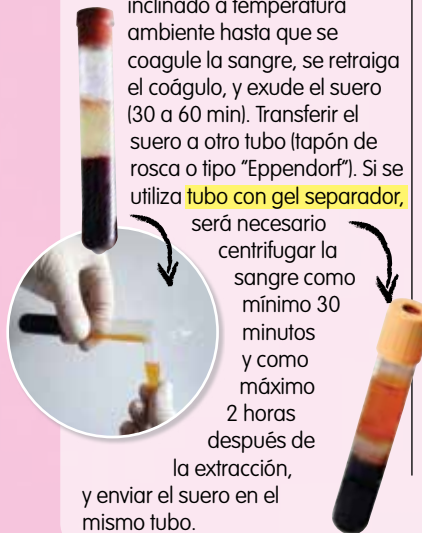 inclinado a temperatura
ambiente hasta que se
coagule la sangre, se retraiga
el coágulo, y exude el suero
(30 a 60 min). Transferir el
suero a otro tubo (tapón de
rosca o tipo “Eppendorf”). Si se
utiliza tubo con gel separador,
será necesario
centrifugar la
sangre como
mínimo 30
minutos
y como
máximo
2 horas
después de
la extracción,
y enviar el suero en el
mismo tubo.